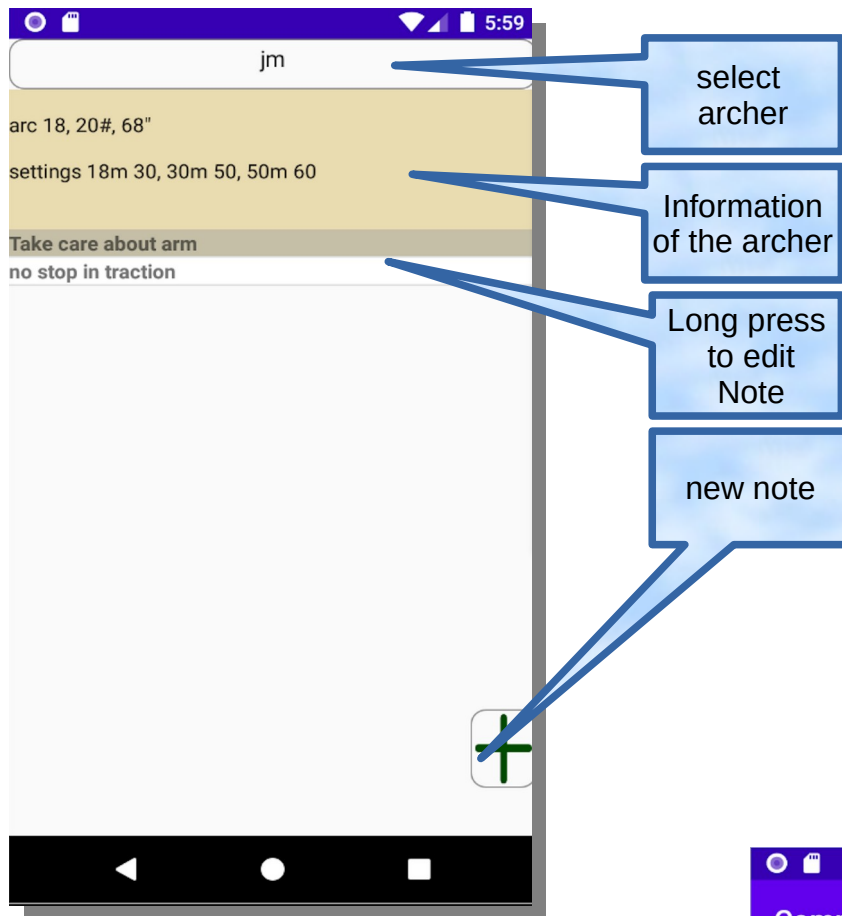 5:59
jm
select
archer
arc 18, 20#, 68"
settings 18m 30, 30m 50, 50m 60
Information
of the archer
Take care about arm
no stop in traction
Long press
to edit
Note
new note